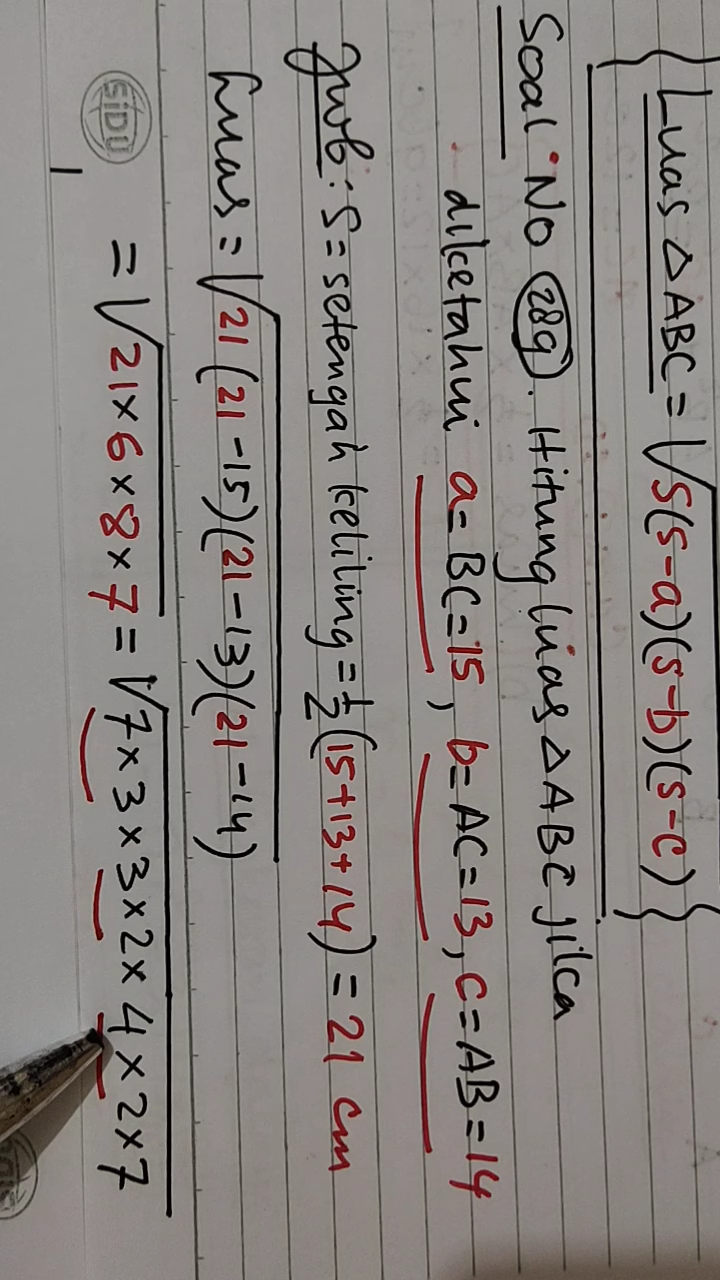 {Luas △ABC = √S(S-a)(S-b)(S-c)}
Soal No 289. Hitung luas △ABC jika
diketahui a=BC=15, b=AC=13, c=AB=14
Jwb: S = setengah keliling = 1/2 (15+13+14) = 21 cm
Luas = √21(21-15)(21-13)(21-14)
= √21×6×8×7 = √7×3×3×2×4×2×7
SiDU